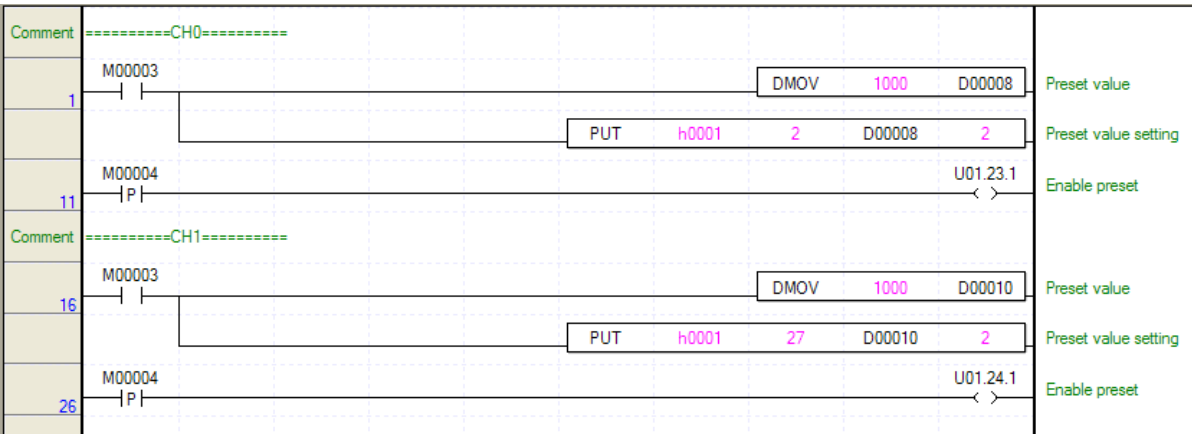 Comment ==========CH0==========
M00003
1 DMOV 1000 D00008 Preset value
PUT h0001 2 D00008 2 Preset value setting
M00004 U01.23.1
11 P Enable preset
Comment ==========CH1==========
M00003
16 DMOV 1000 D00010 Preset value
PUT h0001 27 D00010 2 Preset value setting
M00004 U01.24.1
26 P Enable preset